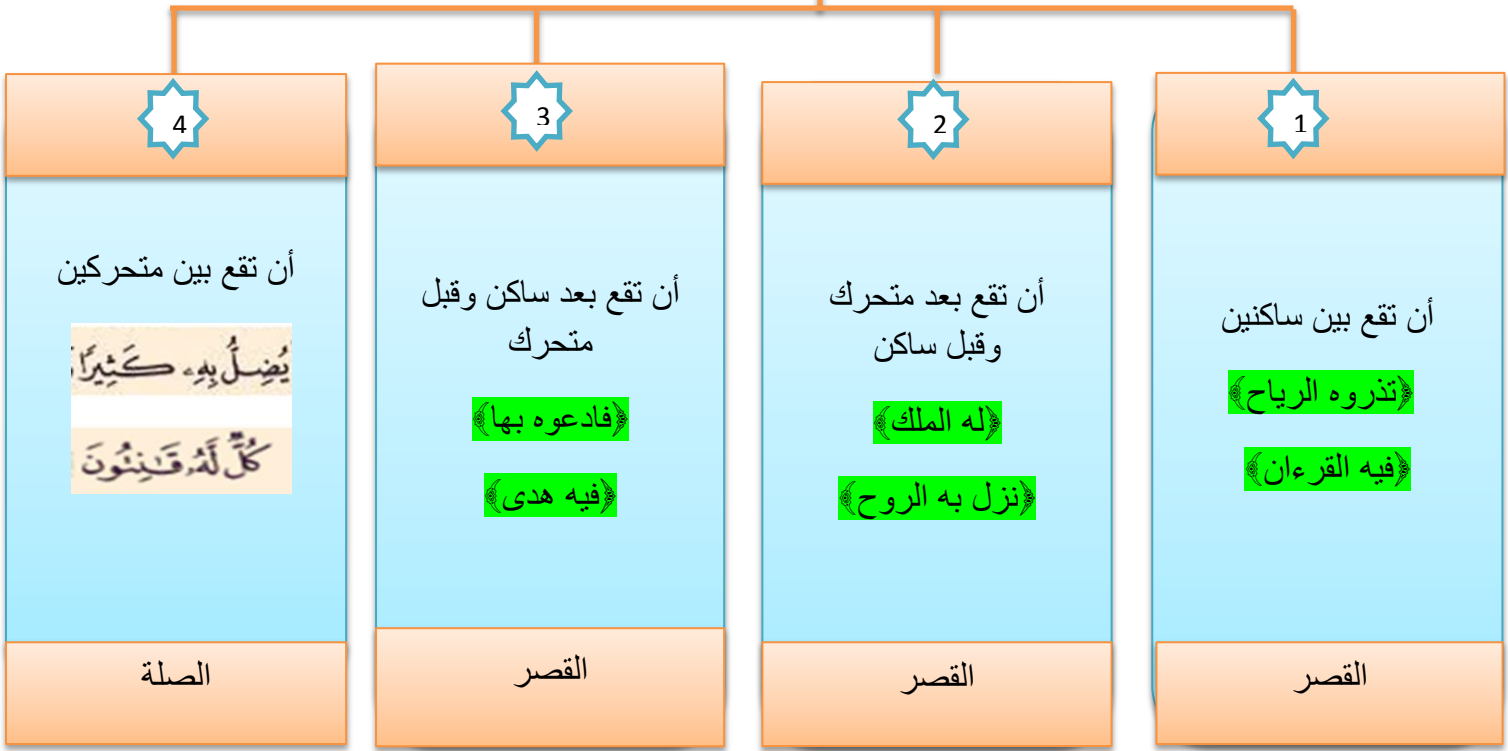 1
أن تقع بين ساكنين
﴿تذروه الرياح﴾
﴿فيه القرءان﴾
القصر
2
أن تقع بعد متحرك
وقبل ساكن
﴿له الملك﴾
﴿نزل به الروح﴾
القصر
3
أن تقع بعد ساكن وقبل
متحرك
﴿فادعوه بها﴾
﴿فيه هدى﴾
القصر
4
أن تقع بين متحركين
يُضِلُّ بِهِۦ كَثِيرًا
كُلٌّ لَّهُۥ قَـٰنِتُونَ
الصلة